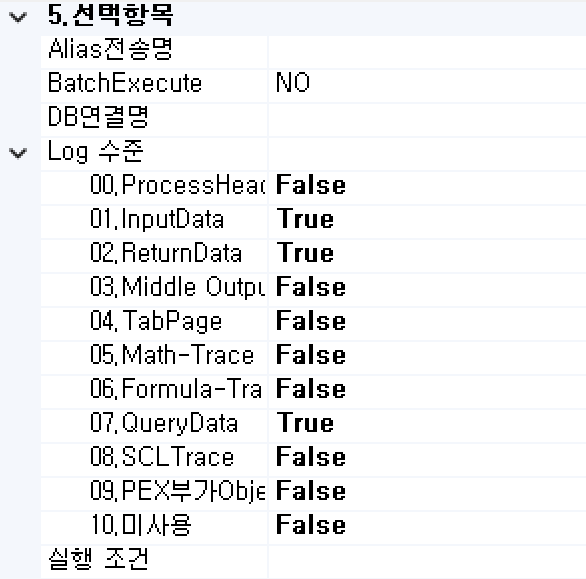 5.선택항목
Alias전송명
BatchExecute NO
DB연결명
Log 수준
00.ProcessHead False
01.InputData True
02.ReturnData True
03.Middle Outpu False
04.TabPage False
05.Math-Trace False
06.Formula-Tra False
07.QueryData True
08.SCLTrace False
09.PEX부가Obje False
10.미사용 False
실행 조건